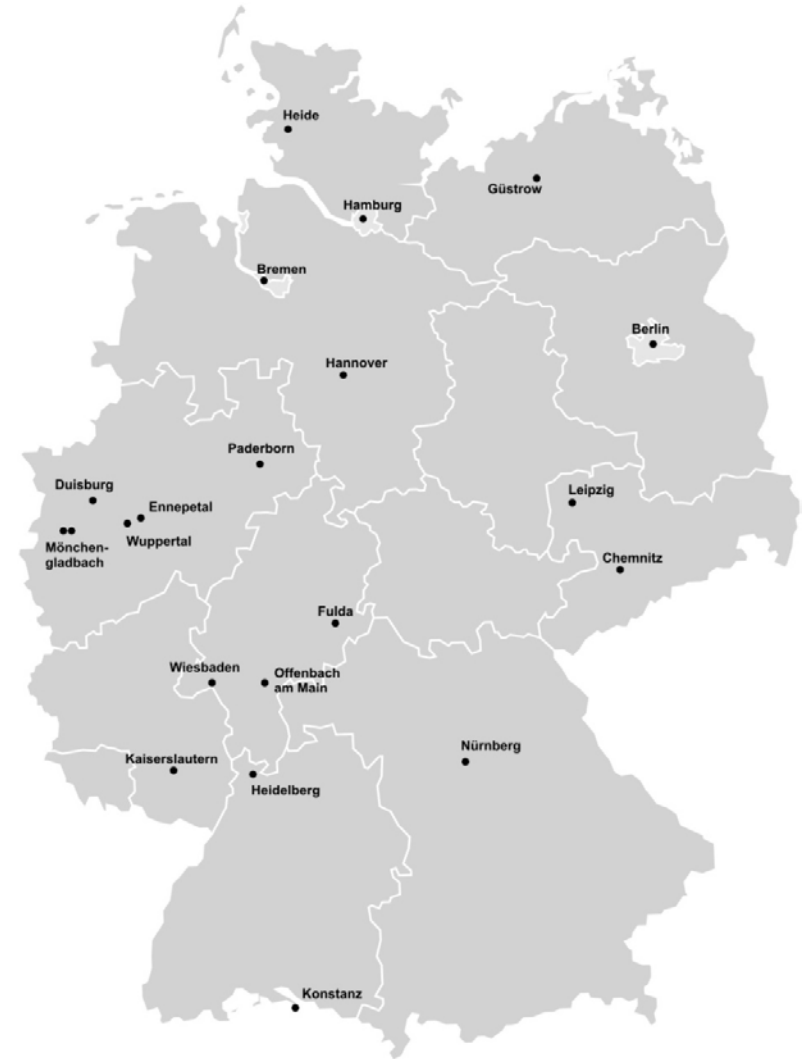 Heide
Güstrow
Hamburg
Bremen
Berlin
Hannover
Paderborn
Duisburg
Ennepetal
Leipzig
Wuppertal
Mönchen-
gladbach
Chemnitz
Fulda
Wiesbaden
Offenbach
am Main
Nürnberg
Kaiserslautern
Heidelberg
Konstanz